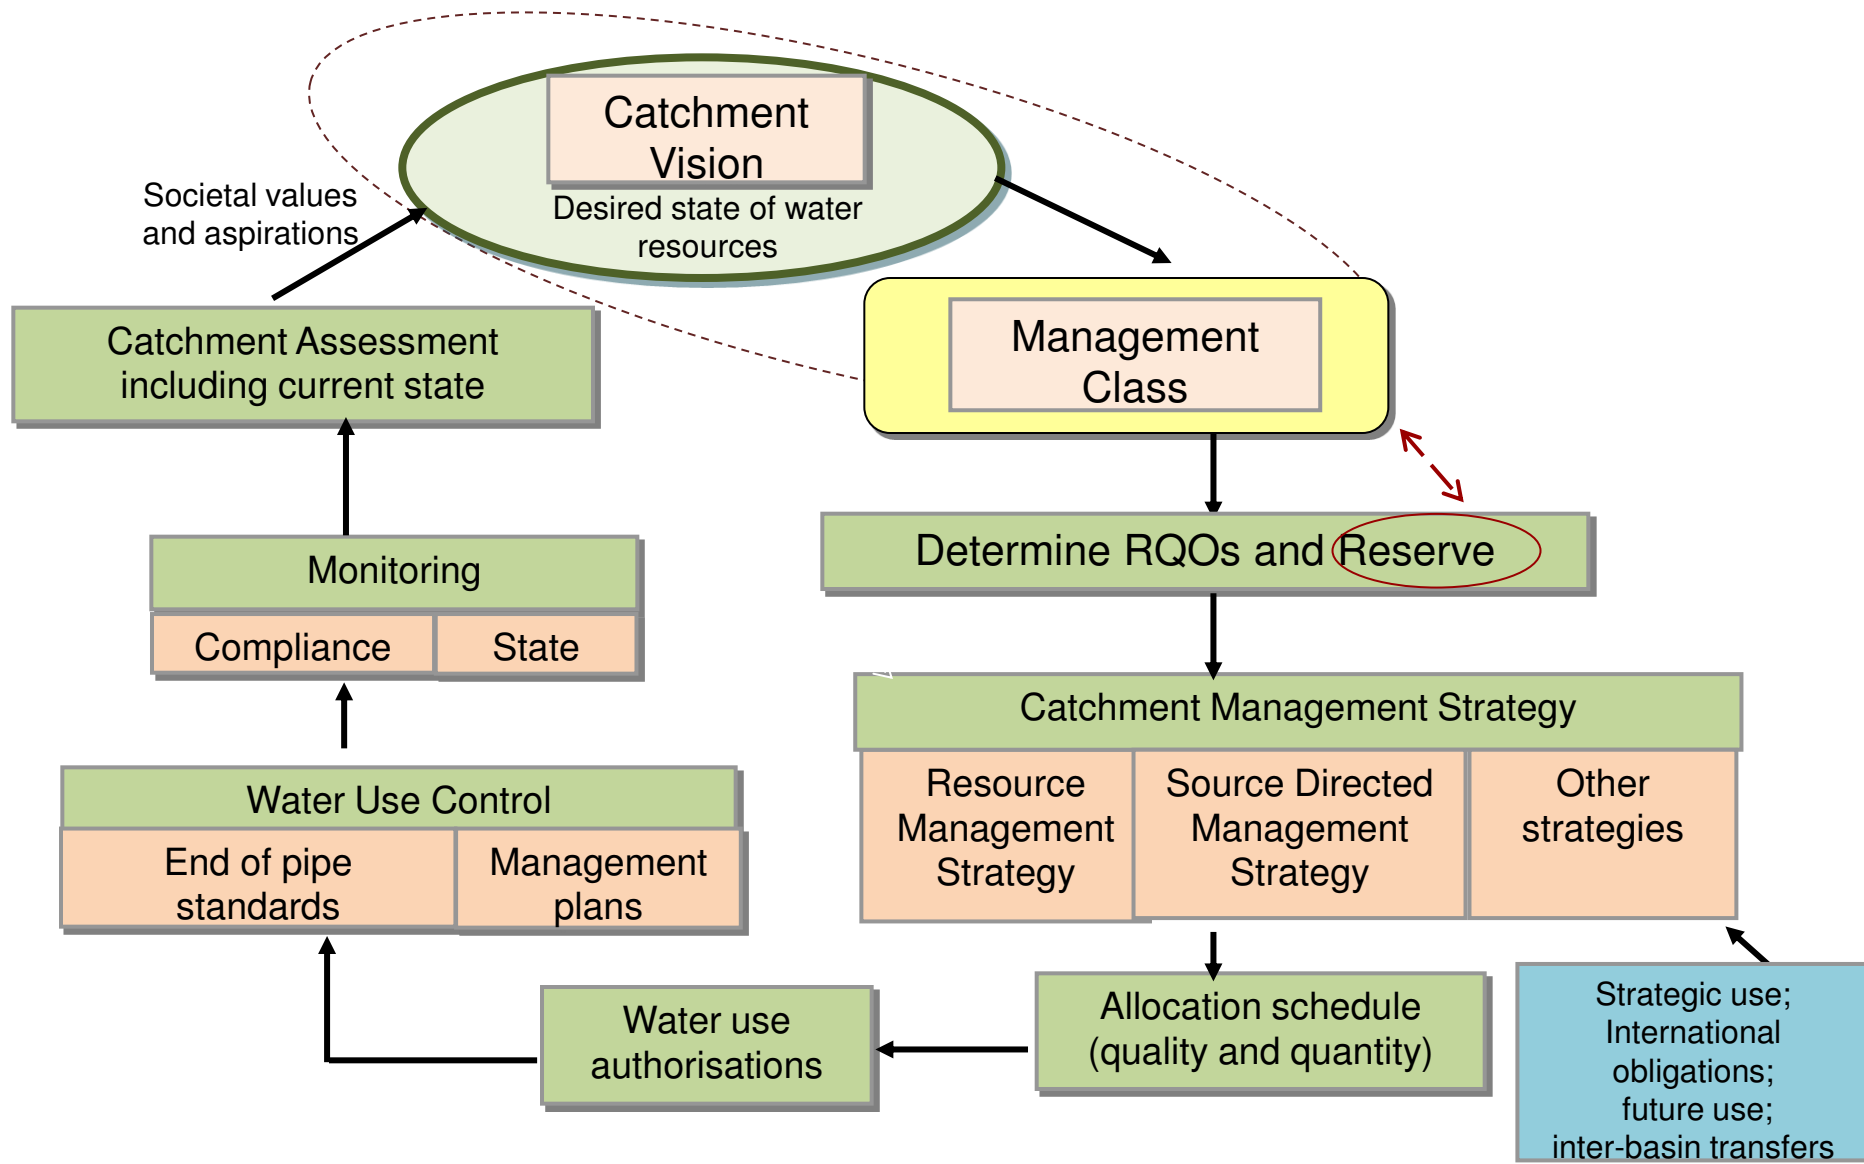 Catchment
Vision
Desired state of water
resources
Societal values
and aspirations
Catchment Assessment
including current state
Management
Class
Determine RQOs and Reserve
Monitoring
Compliance
State
Catchment Management Strategy
Resource
Management
Strategy
Source Directed
Management
Strategy
Other
strategies
Water Use Control
End of pipe
standards
Management
plans
Water use
authorisations
Allocation schedule
(quality and quantity)
Strategic use;
International
obligations;
future use;
inter-basin transfers